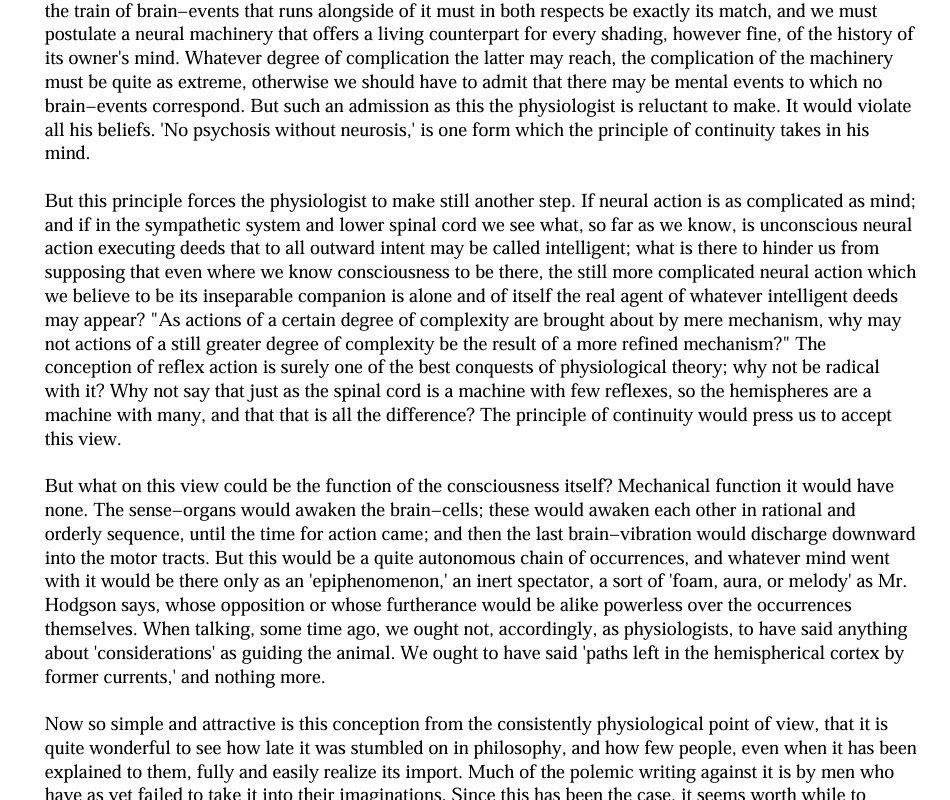 the train of brain−events that runs alongside of it must in both respects be exactly its match, and we must
postulate a neural machinery that offers a living counterpart for every shading, however fine, of the history of
its owner's mind. Whatever degree of complication the latter may reach, the complication of the machinery
must be quite as extreme, otherwise we should have to admit that there may be mental events to which no
brain−events correspond. But such an admission as this the physiologist is reluctant to make. It would violate
all his beliefs. 'No psychosis without neurosis,' is one form which the principle of continuity takes in his
mind.

But this principle forces the physiologist to make still another step. If neural action is as complicated as mind;
and if in the sympathetic system and lower spinal cord we see what, so far as we know, is unconscious neural
action executing deeds that to all outward intent may be called intelligent; what is there to hinder us from
supposing that even where we know consciousness to be there, the still more complicated neural action which
we believe to be its inseparable companion is alone and of itself the real agent of whatever intelligent deeds
may appear? "As actions of a certain degree of complexity are brought about by mere mechanism, why may
not actions of a still greater degree of complexity be the result of a more refined mechanism?" The
conception of reflex action is surely one of the best conquests of physiological theory; why not be radical
with it? Why not say that just as the spinal cord is a machine with few reflexes, so the hemispheres are a
machine with many, and that that is all the difference? The principle of continuity would press us to accept
this view.

But what on this view could be the function of the consciousness itself? Mechanical function it would have
none. The sense−organs would awaken the brain−cells; these would awaken each other in rational and
orderly sequence, until the time for action came; and then the last brain−vibration would discharge downward
into the motor tracts. But this would be a quite autonomous chain of occurrences, and whatever mind went
with it would be there only as an 'epiphenomenon,' an inert spectator, a sort of 'foam, aura, or melody' as Mr.
Hodgson says, whose opposition or whose furtherance would be alike powerless over the occurrences
themselves. When talking, some time ago, we ought not, accordingly, as physiologists, to have said anything
about 'considerations' as guiding the animal. We ought to have said 'paths left in the hemispherical cortex by
former currents,' and nothing more.

Now so simple and attractive is this conception from the consistently physiological point of view, that it is
quite wonderful to see how late it was stumbled on in philosophy, and how few people, even when it has been
explained to them, fully and easily realize its import. Much of the polemic writing against it is by men who
have as yet failed to take it into their imaginations. Since this has been the case, it seems worth while to